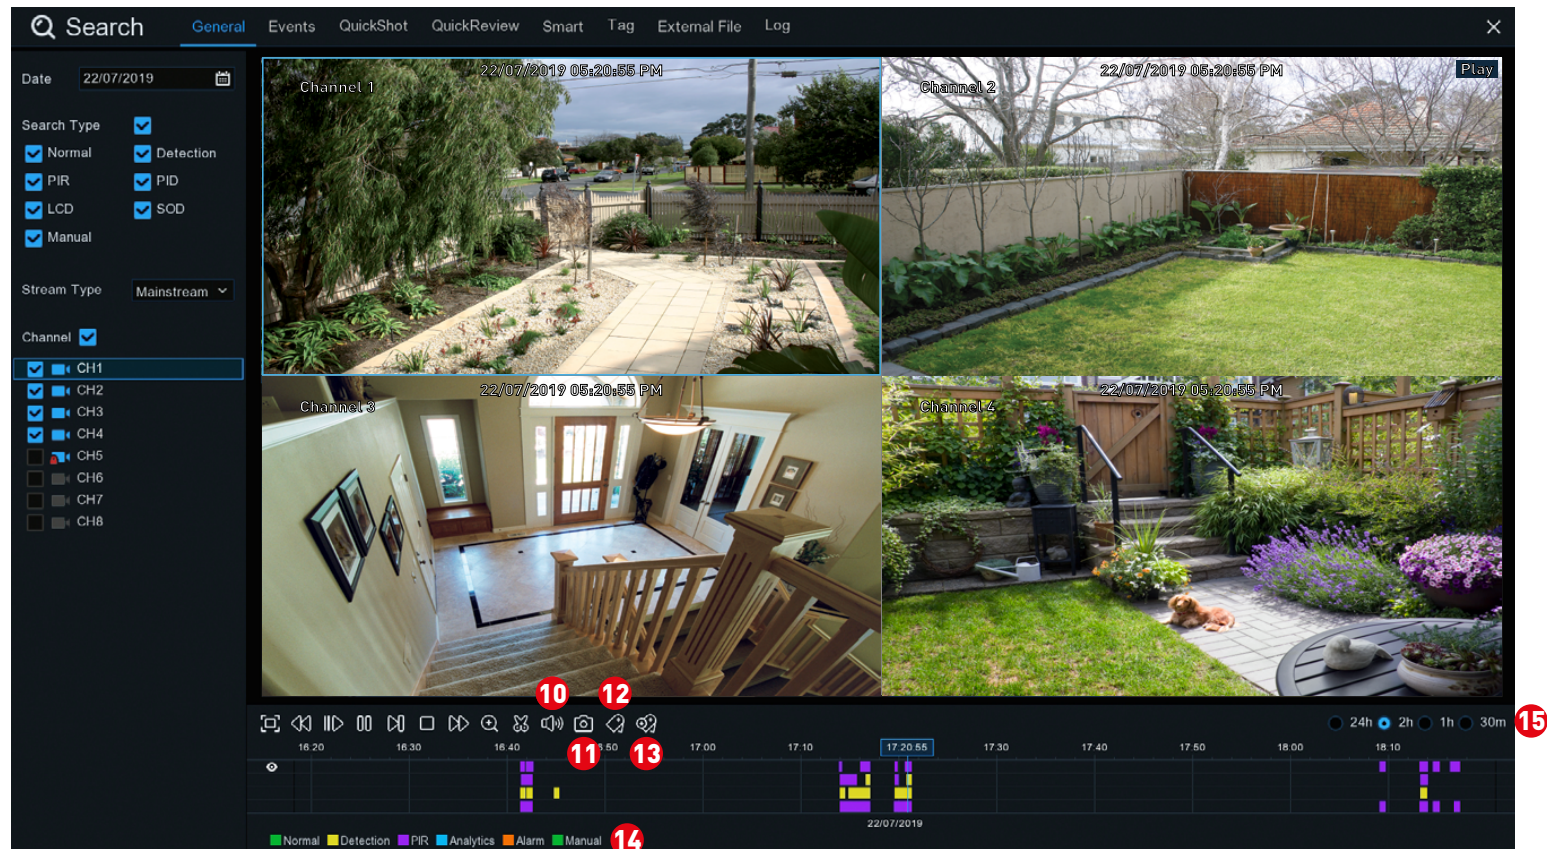 Search General Events QuickShot QuickReview Smart Tag External File Log
Date 22/07/2019
Search Type
Normal Detection
PIR PID
LCD SOD
Manual
Stream Type Mainstream
Channel
CH1
CH2
CH3
CH4
CH5
CH6
CH7
CH8
22/07/2019 05:20:55 PM
Channel 1
22/07/2019 05:20:55 PM Play
Channel 2
22/07/2019 05:20:55 PM
Channel 3
22/07/2019 05:20:55 PM
Channel 4
10 12
24h 2h 1h 30m 15
11 13
16:20 16:30 16:40 :50 17:00 17:10 17:20:55 17:30 17:40 17:50 18:00 18:10
22/07/2019
Normal Detection PIR Analytics Alarm Manual 14